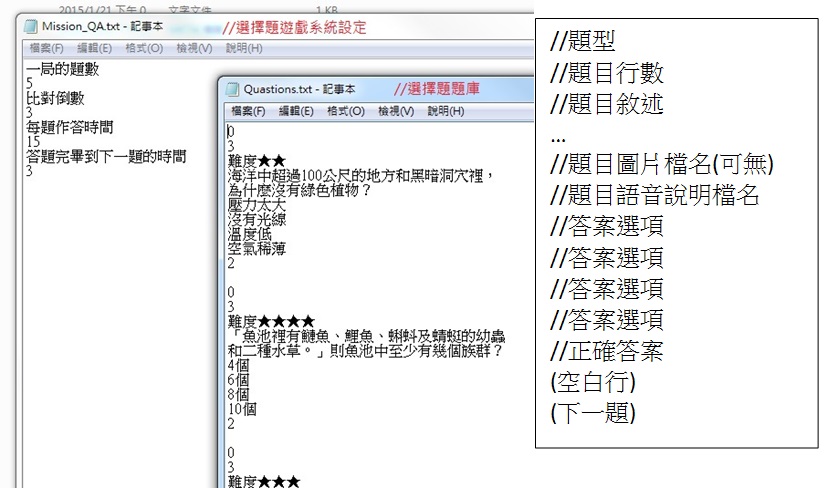 2015/1/21 下午 0
文字文件
1 KB
Mission_QA.txt - 記事本
//選擇題遊戲系統設定
檔案(F) 編輯(E) 格式(O) 檢視(V) 說明(H)
一局的題數
5
比對倒數
3
每題作答時間
15
答題完畢到下一題的時間
3
Quastions.txt - 記事本
//選擇題題庫
檔案(F) 編輯(E) 格式(O) 檢視(V) 說明(H)
0
3
難度★★
海洋中超過100公尺的地方和黑暗洞穴裡，
為什麼沒有綠色植物？
壓力太大
沒有光線
溫度低
空氣稀薄
2
0
3
難度★★★★
「魚池裡有鰱魚、鯉魚、蝌蚪及蜻蜓的幼蟲
和二種水草。」則魚池中至少有幾個族群？
4個
6個
8個
10個
2
0
3
難度★★★
//題型
//題目行數
//題目敘述
...
//題目圖片檔名(可無)
//題目語音說明檔名
//答案選項
//答案選項
//答案選項
//答案選項
//正確答案
(空白行)
(下一題)